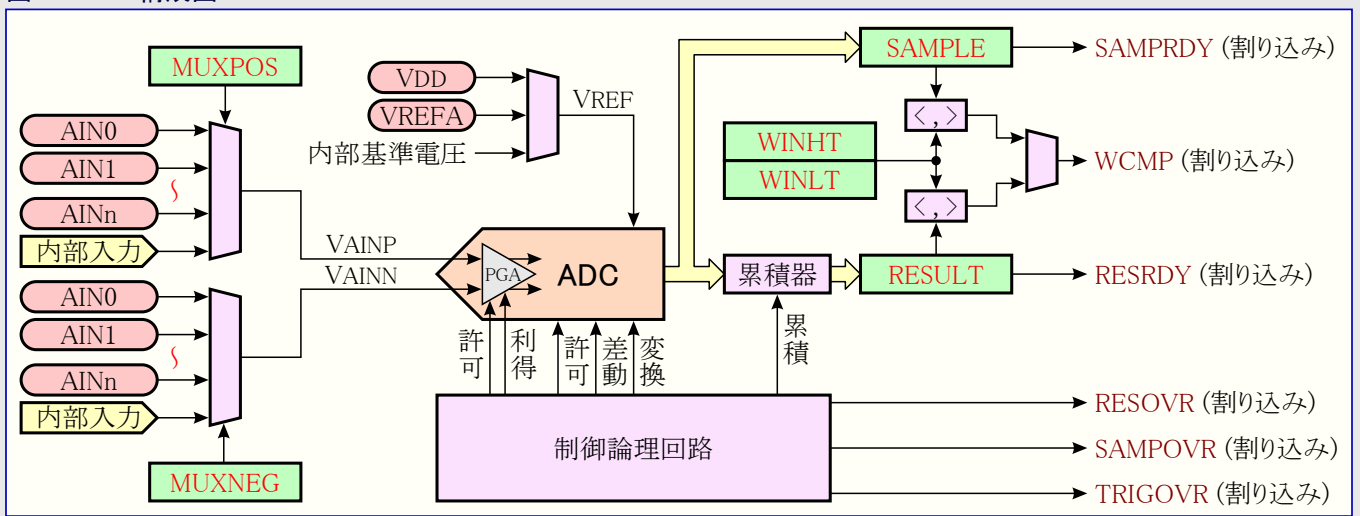 MUXPOS
AIN0
AIN1
AINn
内部入力
AIN0
AIN1
AINn
内部入力
MUXNEG
VDD
VREFA
内部基準電圧
VREF
VAINP
VAINN
PGA
ADC
許可
利得
許可
差動
変換
累積
制御論理回路
累積器
SAMPLE
< , >
WINHT
WINLT
< , >
RESULT
SAMPRDY (割り込み)
WCMP (割り込み)
RESRDY (割り込み)
RESOVR (割り込み)
SAMPOVR (割り込み)
TRIGOVR (割り込み)